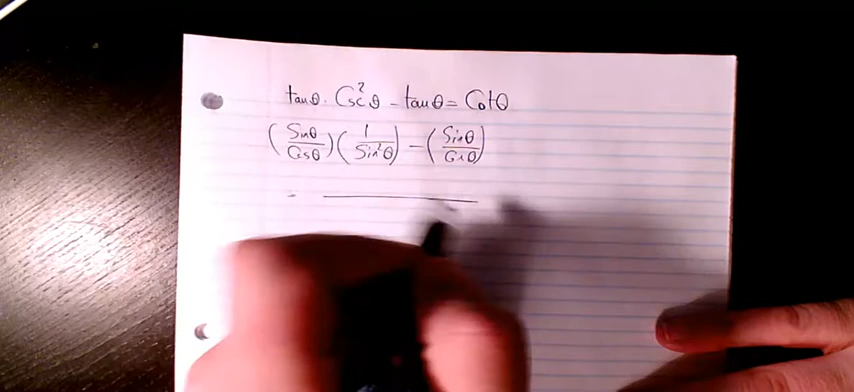 tanθ · Csc²θ - tanθ = Cotθ
(Sinθ/Cosθ)(1/Sin²θ) - (Sinθ/Cosθ)